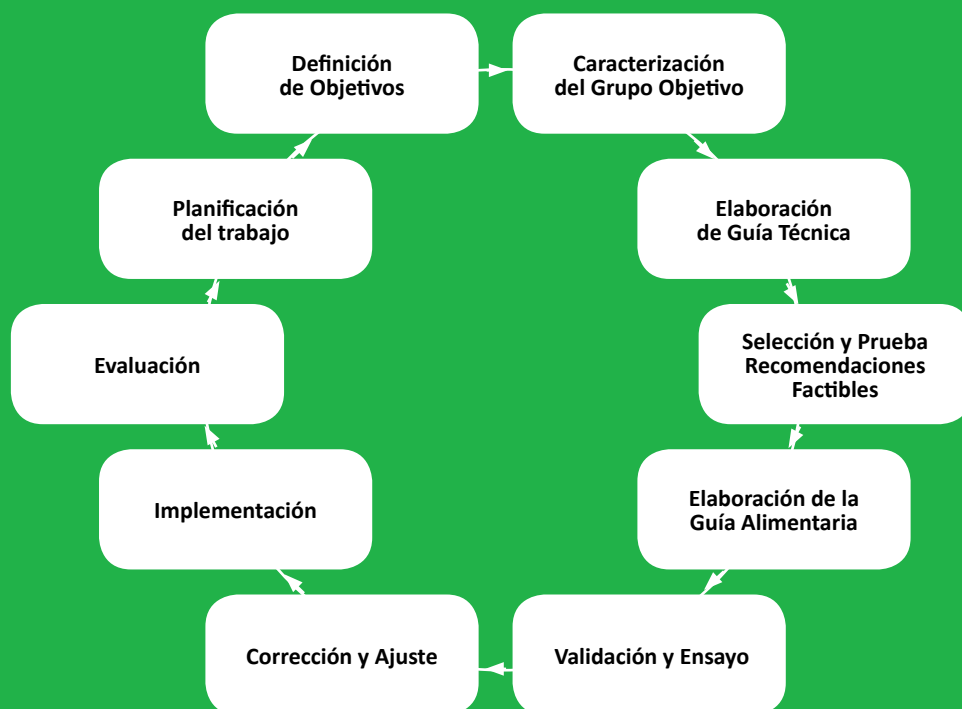 Definición
de Objetivos
Caracterización
del Grupo Objetivo
Elaboración
de Guía Técnica
Selección y Prueba
Recomendaciones
Factibles
Elaboración de la
Guía Alimentaria
Validación y Ensayo
Corrección y Ajuste
Implementación
Evaluación
Planificación
del trabajo